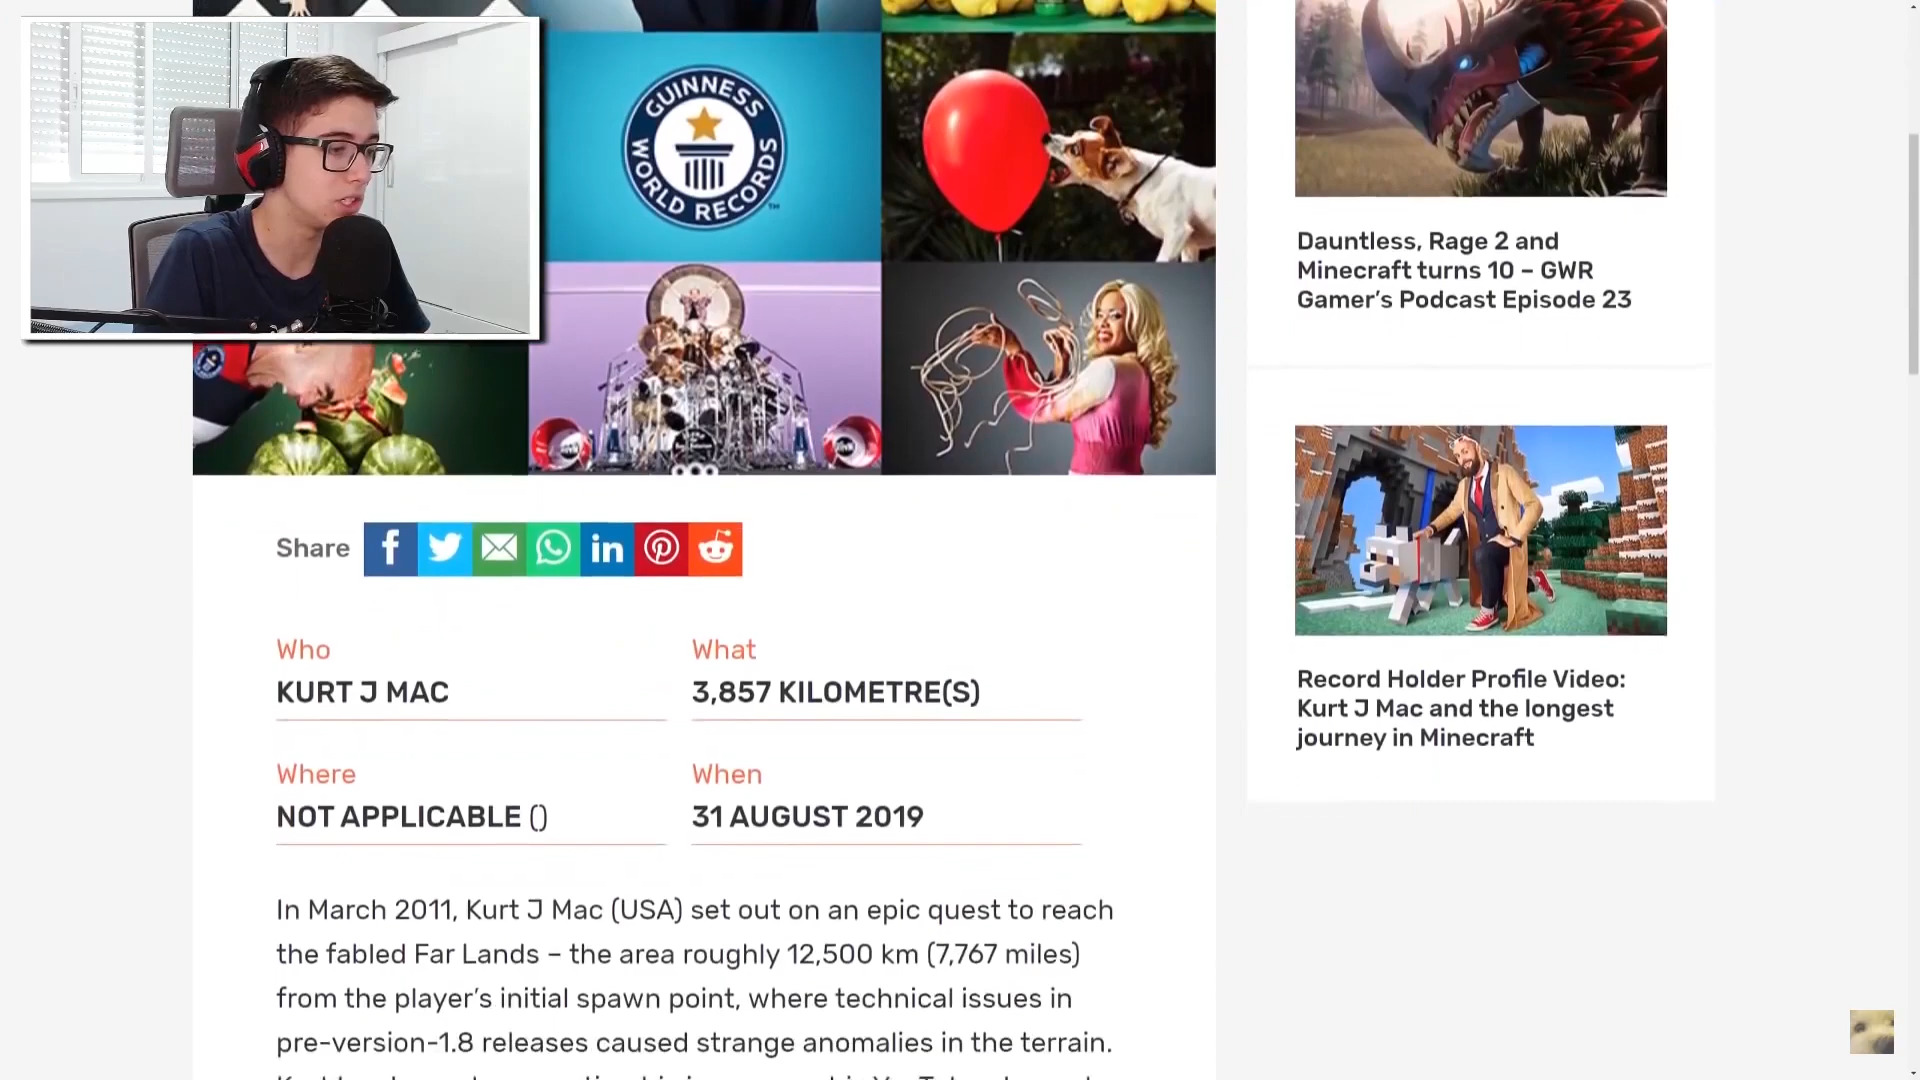 GUINNESS
WORLD RECORDS
TM
Dauntless, Rage 2 and
Minecraft turns 10 – GWR
Gamer's Podcast Episode 23
Share
Record Holder Profile Video:
Kurt J Mac and the longest
journey in Minecraft
Who
KURT J MAC
What
3,857 KILOMETRE(S)
Where
NOT APPLICABLE ()
When
31 AUGUST 2019
In March 2011, Kurt J Mac (USA) set out on an epic quest to reach
the fabled Far Lands – the area roughly 12,500 km (7,767 miles)
from the player's initial spawn point, where technical issues in
pre-version-1.8 releases caused strange anomalies in the terrain.